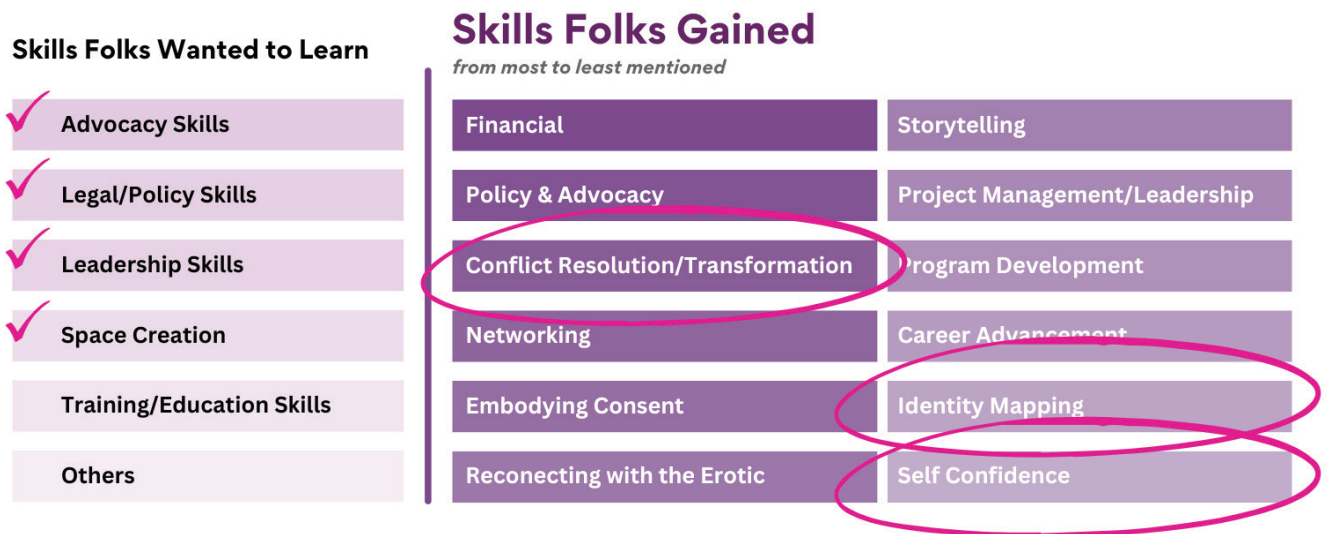 Skills Folks Wanted to Learn
Advocacy Skills
Legal/Policy Skills
Leadership Skills
Space Creation
Training/Education Skills
Others
Skills Folks Gained
from most to least mentioned
Financial
Policy & Advocacy
Conflict Resolution/Transformation
Networking
Embodying Consent
Reconecting with the Erotic
Storytelling
Project Management/Leadership
Program Development
Career Advancement
Identity Mapping
Self Confidence